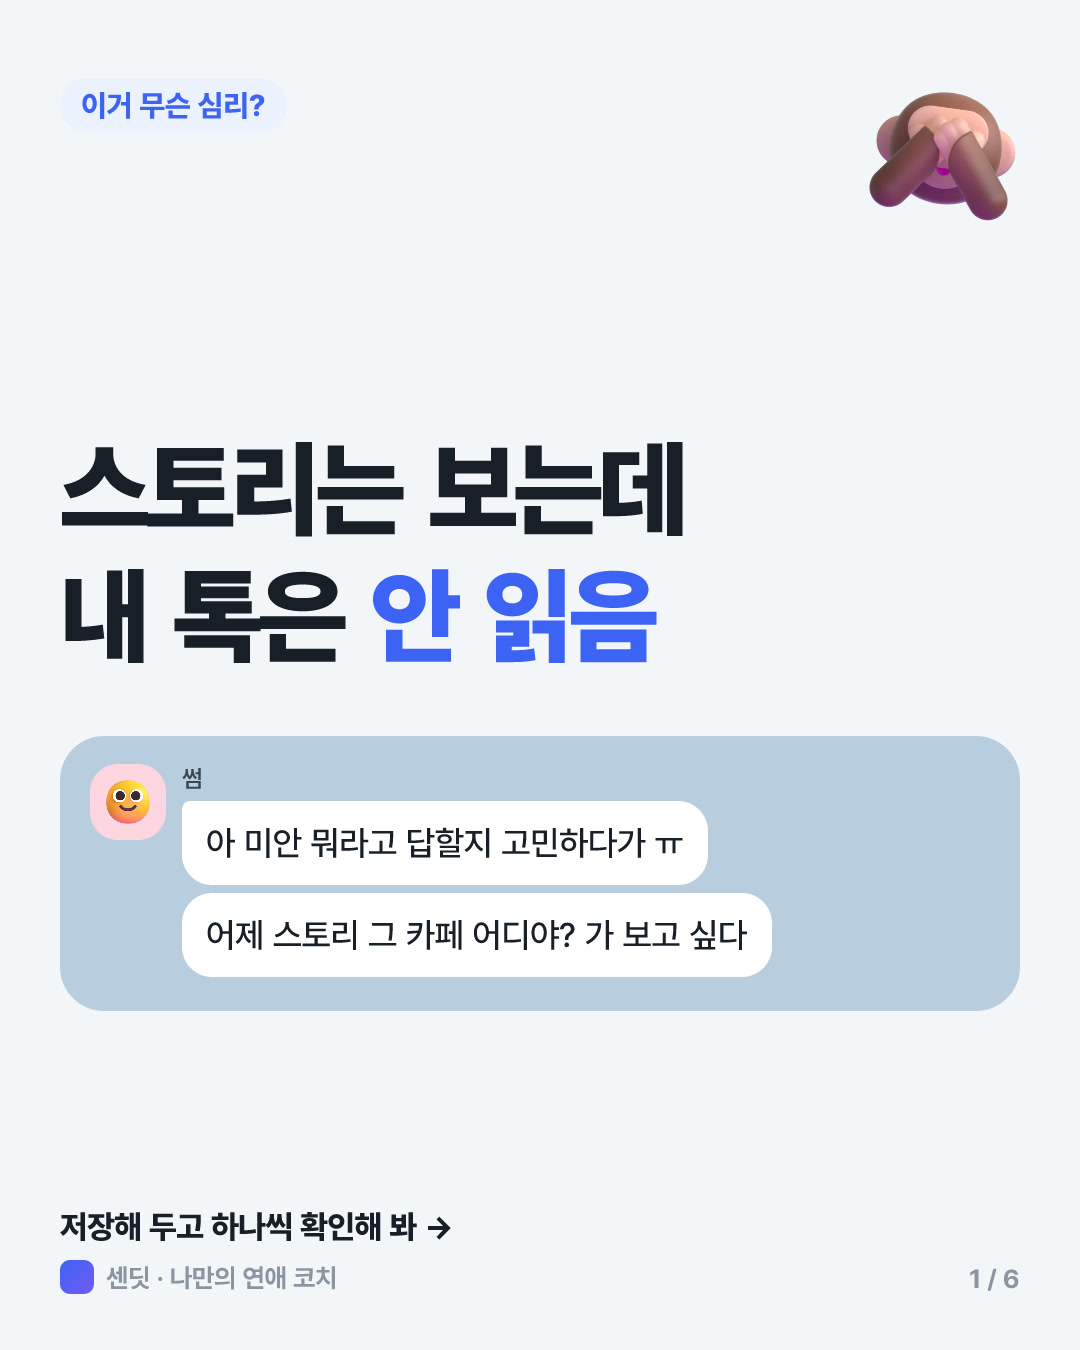 이거 무슨 심리?
스토리는 보는데
내 톡은 안 읽음
썸
아 미안 뭐라고 답할지 고민하다가 ㅠ
어제 스토리 그 카페 어디야? 가 보고 싶다
저장해 두고 하나씩 확인해 봐 →
센딧 · 나만의 연애 코치
1 / 6